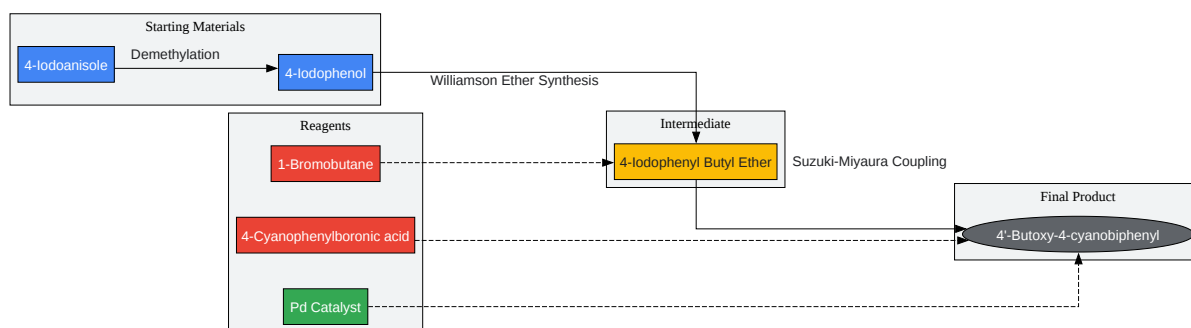 Starting Materials
4-Iodoanisole
Demethylation
4-Iodophenol
Williamson Ether Synthesis
Reagents
1-Bromobutane
4-Cyanophenylboronic acid
Pd Catalyst
Intermediate
4-Iodophenyl Butyl Ether
Suzuki-Miyaura Coupling
Final Product
4'-Butoxy-4-cyanobiphenyl